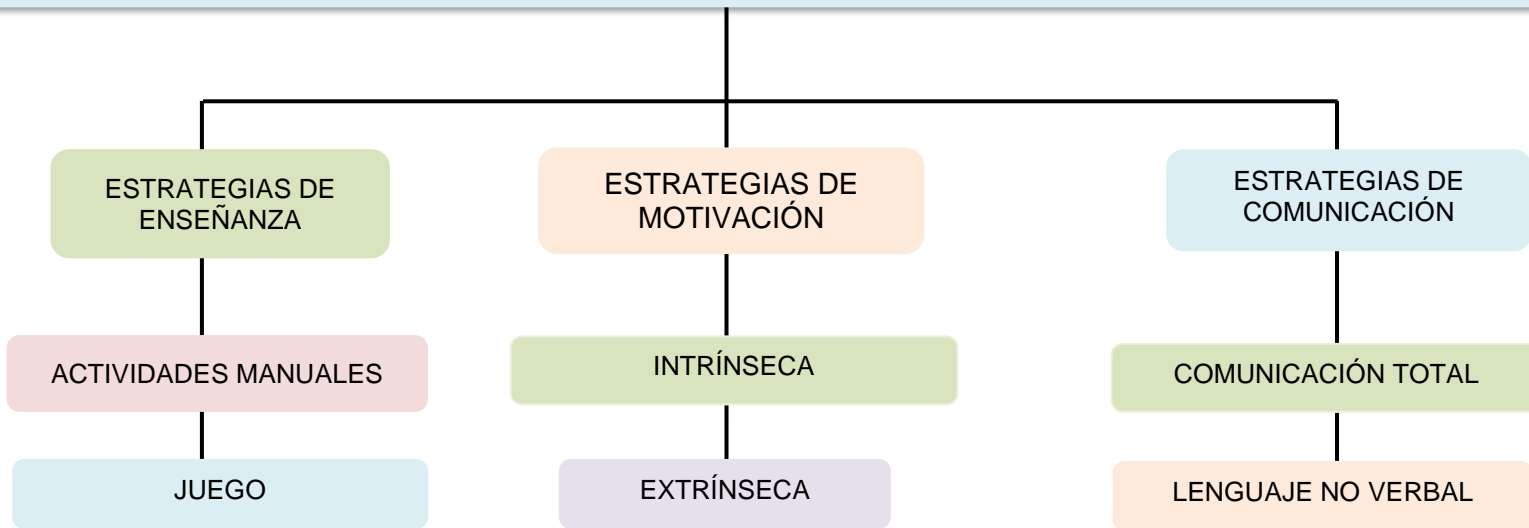 ESTRATEGIAS DE
ENSEÑANZA
ESTRATEGIAS DE
MOTIVACIÓN
ESTRATEGIAS DE
COMUNICACIÓN
ACTIVIDADES MANUALES
INTRÍNSECA
COMUNICACIÓN TOTAL
JUEGO
EXTRÍNSECA
LENGUAJE NO VERBAL